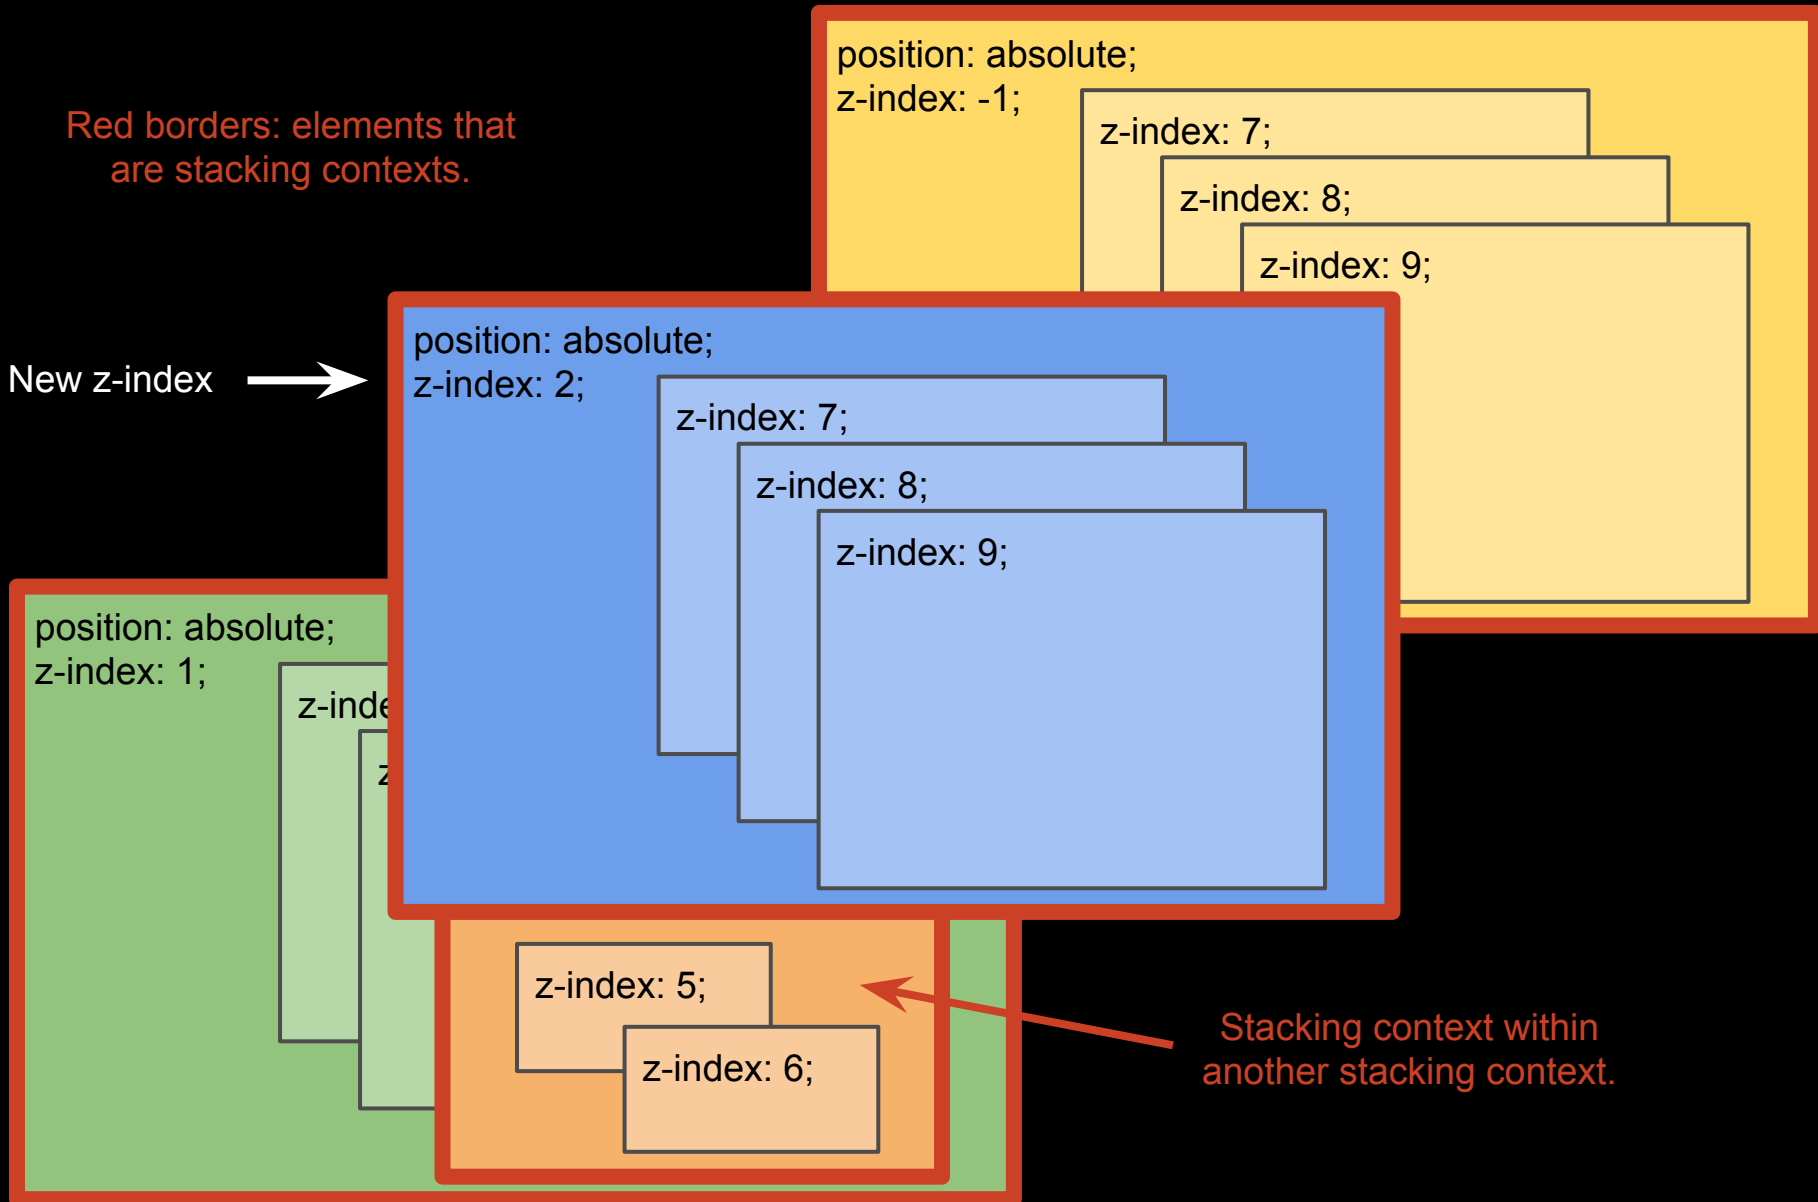 Red borders: elements that
are stacking contexts.
position: absolute;
z-index: -1;
z-index: 7;
z-index: 8;
z-index: 9;
New z-index
position: absolute;
z-index: 2;
z-index: 7;
z-index: 8;
z-index: 9;
position: absolute;
z-index: 1;
z-inde
z
z-index: 5;
z-index: 6;
Stacking context within
another stacking context.